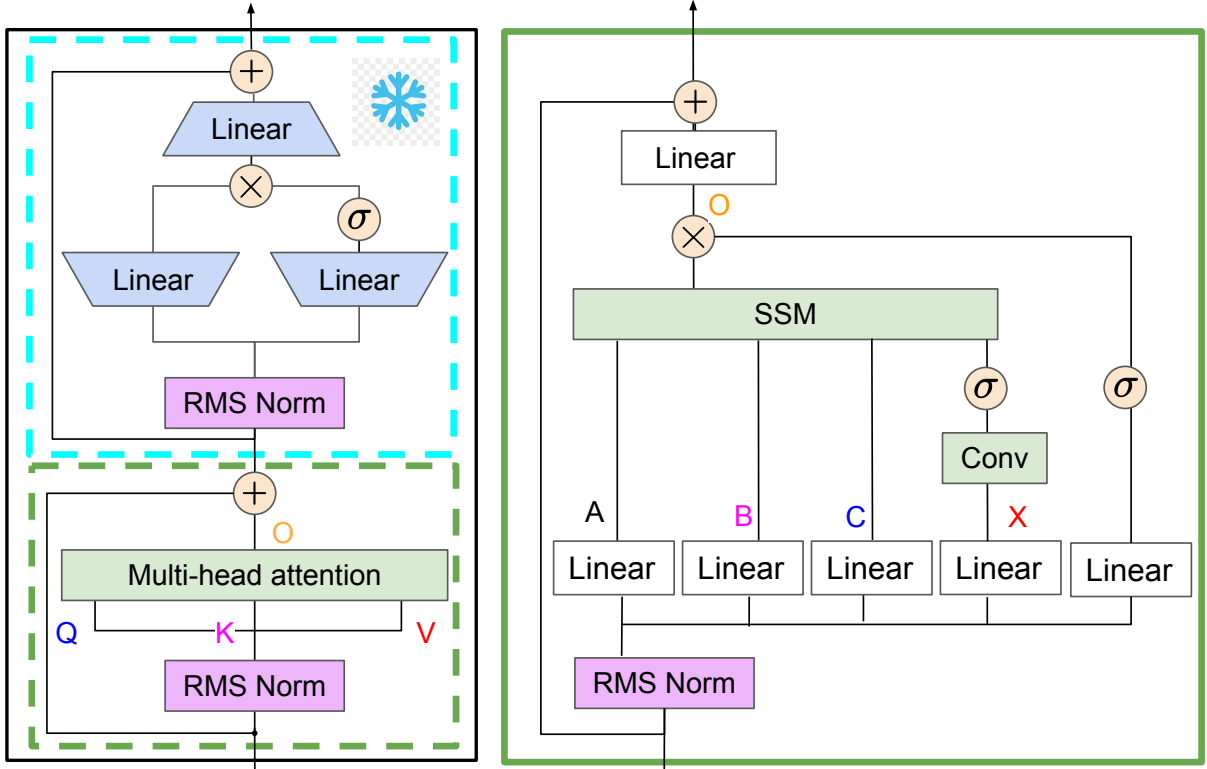 +
Linear
×
σ
Linear
Linear
RMS Norm
+
O
Multi-head attention
Q
K
V
RMS Norm
+
Linear
O
×
SSM
σ
σ
Conv
A
B
C
X
Linear
Linear
Linear
Linear
Linear
RMS Norm